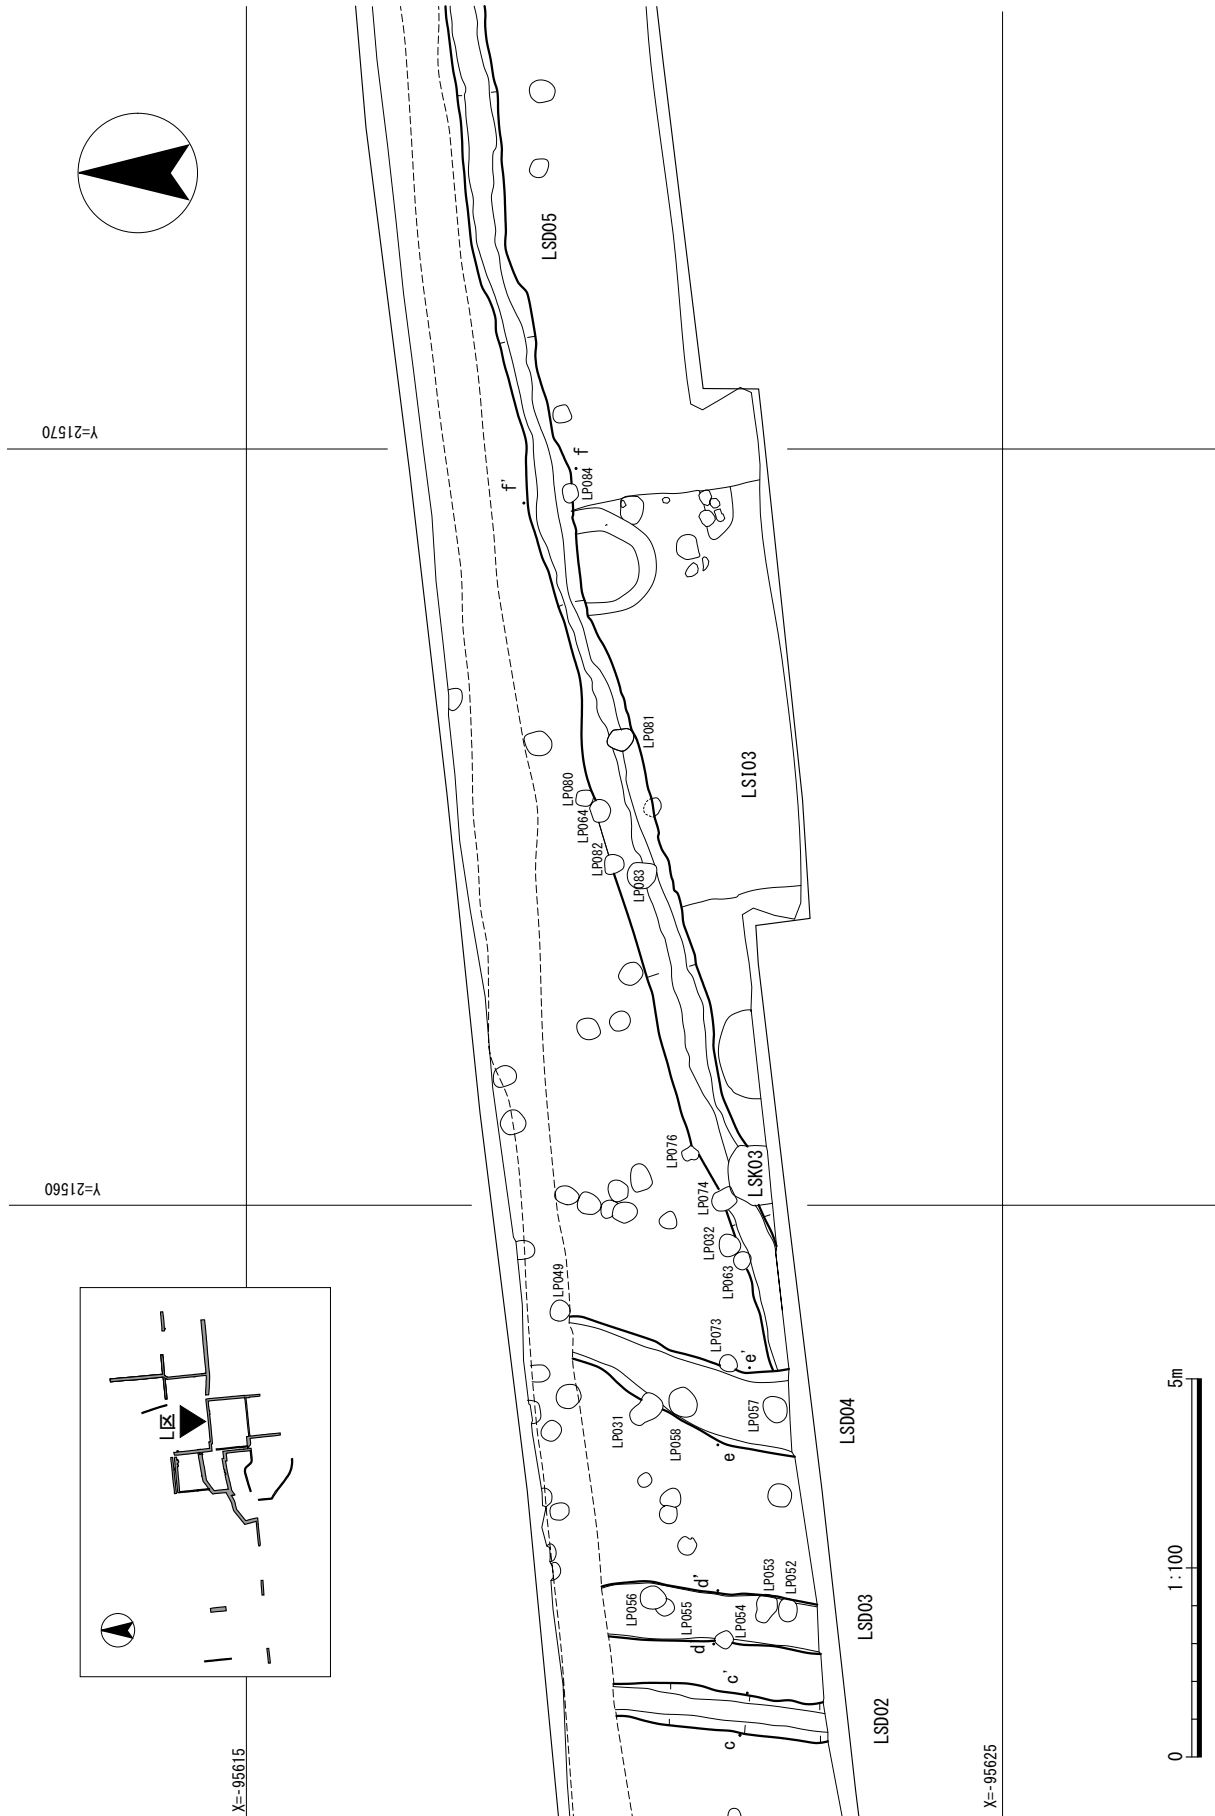 LSD05
Y=21570
f'
f
LP084
LP081
LP080
LP064
LP082
LP083
LSI03
LP076
LSK03
LP074
Y=21560
LP032
LP063
LP049
LP073
e'
L区
LP031
LP058
LP057
e
LSD04
5m
1:100
0
LP056
LP055
d'
LP053
LP052
LP054
d
LSD03
c'
c
LSD02
X=-95615
X=-95625